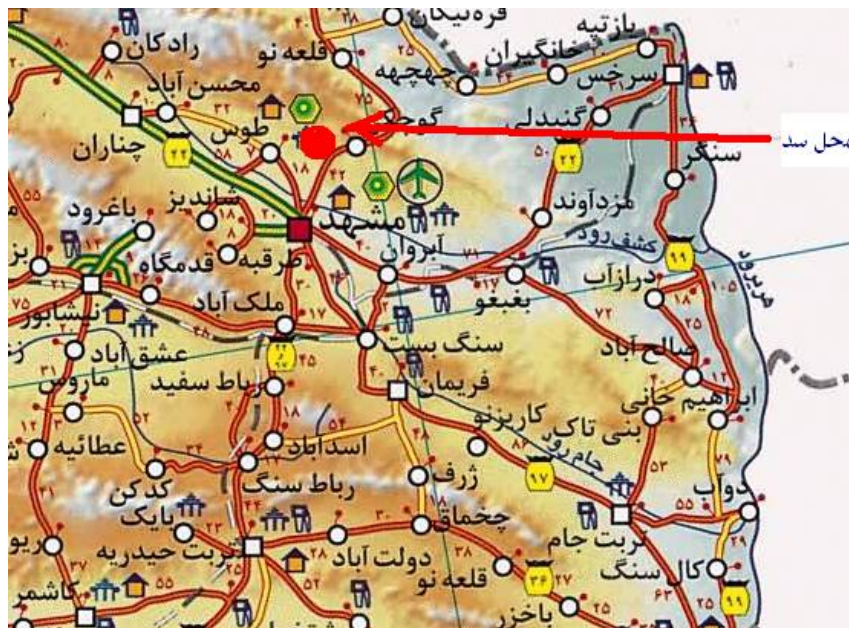 قره تیکان
بازتپه
رادکان
قلعه نو
خانگیران
چهچهه
سرخس
محسن آباد
گنبدلی
طوس
چناران
محل سد
سنگر
شاندیز
مزدآوند
باغرود
مشهد
کشف رود
آبروان
هریرود
طرقبه
قدمگاه
درازآب
بغبغو
ملک آباد
نیشابور
سنگ بست
صالح آباد
عشق آباد
رباط سفید
فریمان
ماروس
ابراهیم خانی
کاریزنو
بنی تاک
عطائیه
اسدآباد
جام رود
ژرف
کدکن
رباط سنگ
دوآب
بایک
چخماق
تربت جام
تربت حیدریه
دولت آباد
قلعه نو
کال سنگ
کاشمر
باخزر